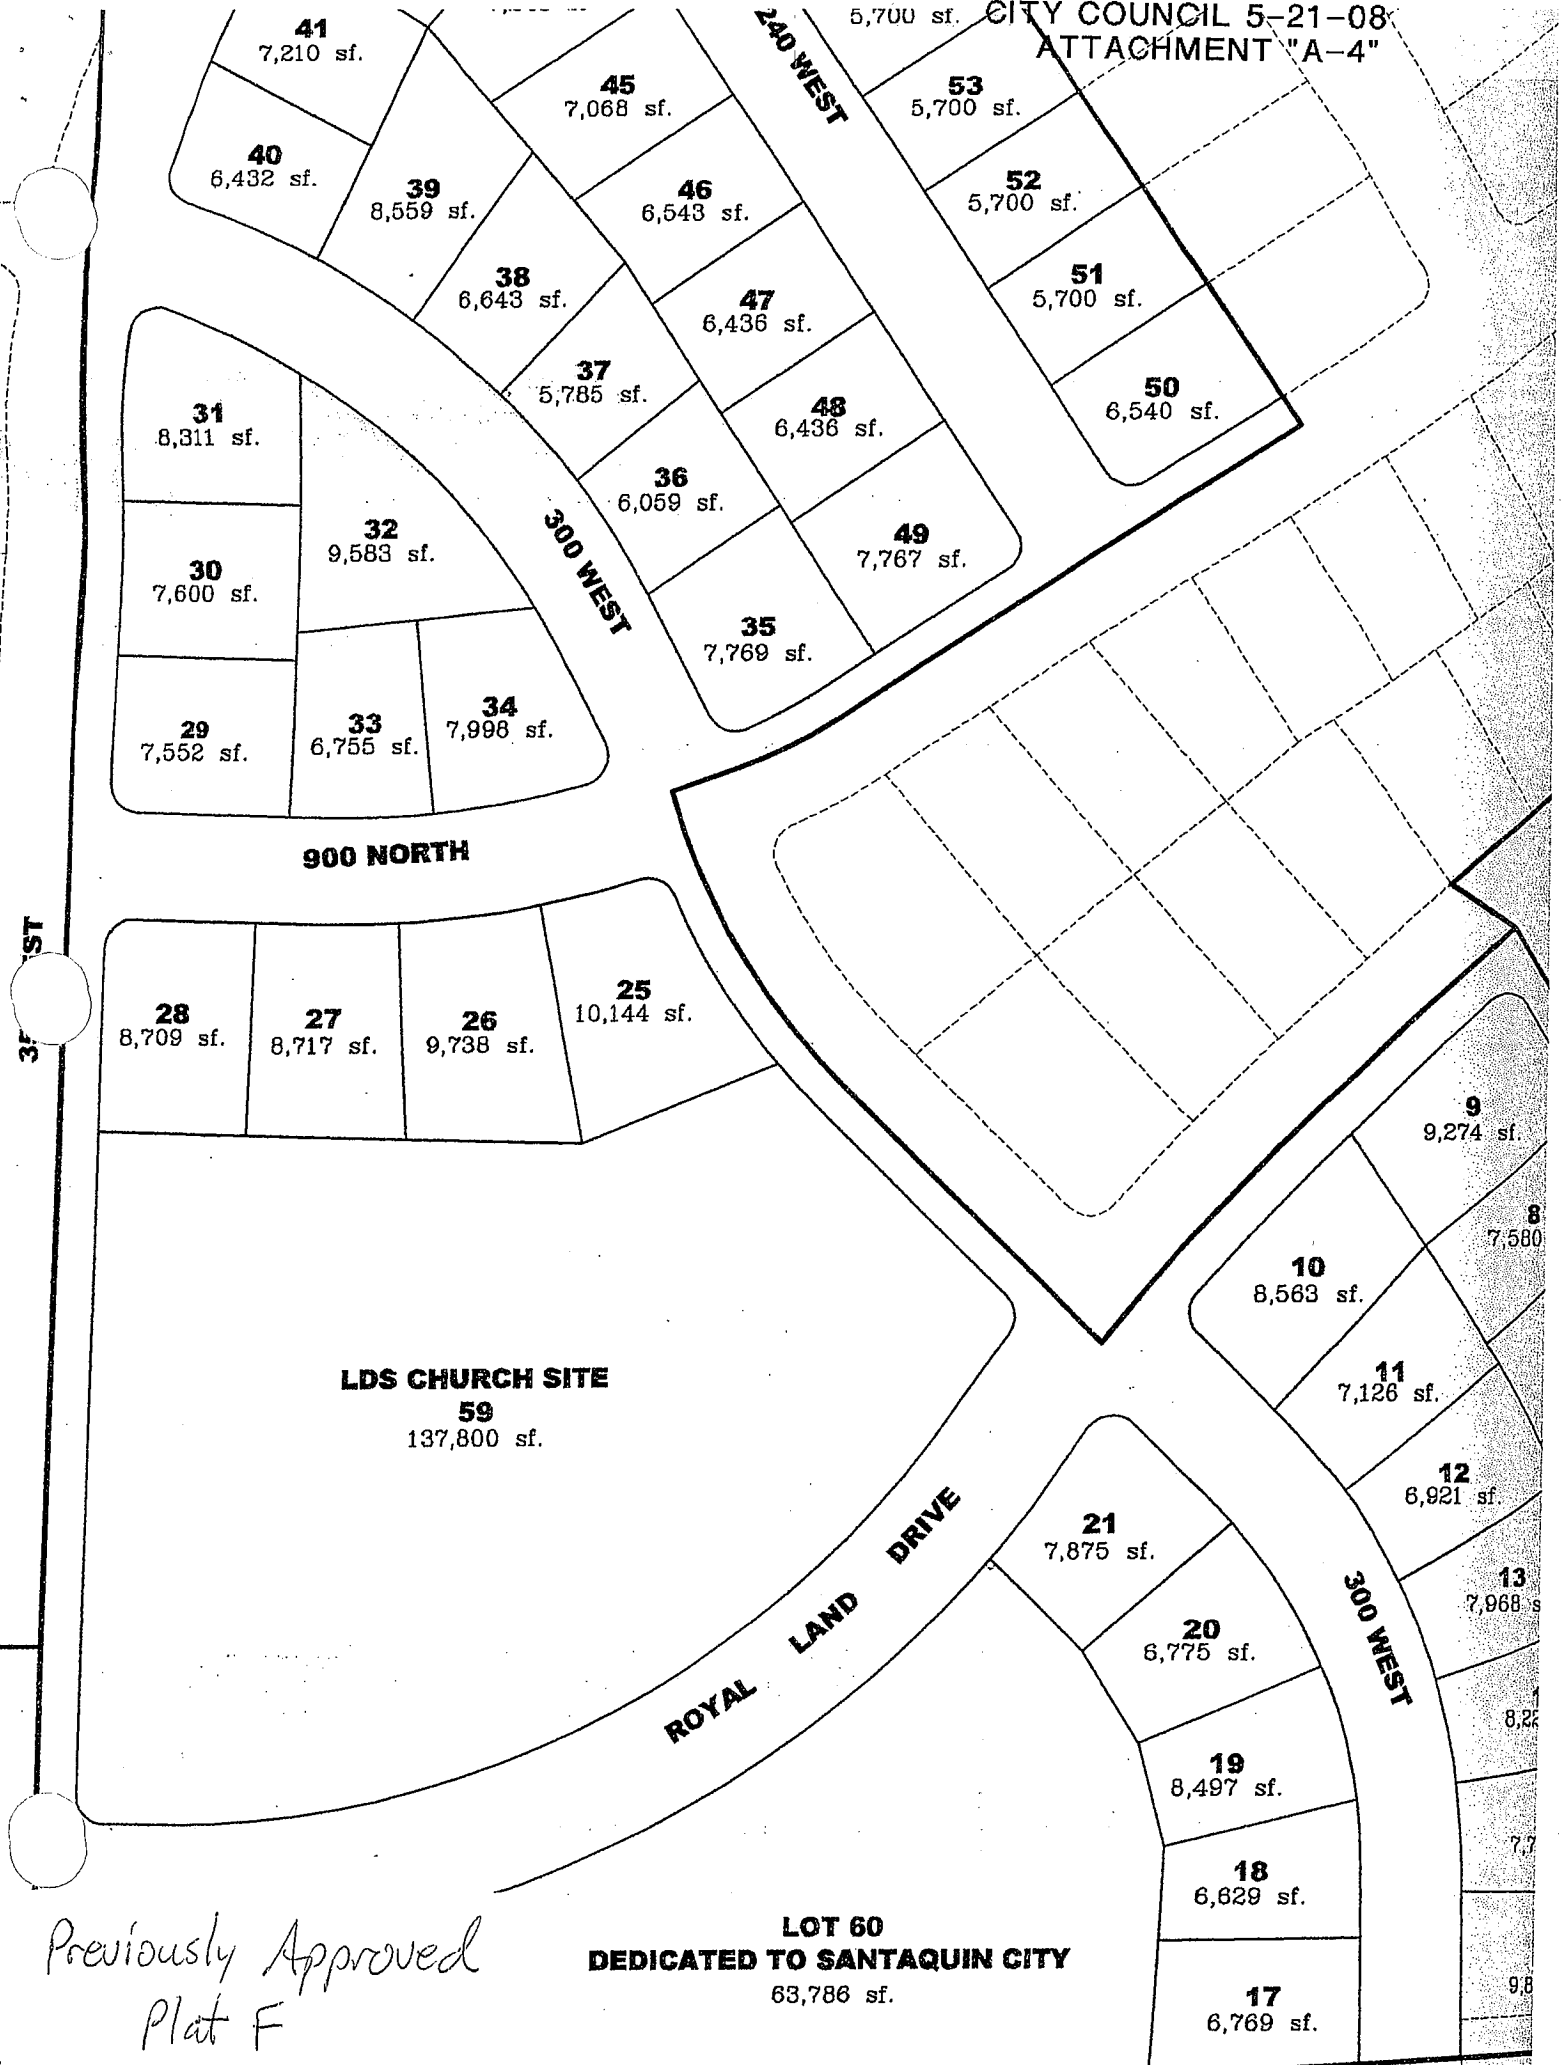 5,700 sf.
CITY COUNCIL 5-21-08
ATTACHMENT "A-4"
41
7,210 sf.
45
7,068 sf.
240 WEST
53
5,700 sf.
40
6,432 sf.
39
8,559 sf.
46
6,543 sf.
52
5,700 sf.
38
6,643 sf.
47
6,436 sf.
51
5,700 sf.
37
5,785 sf.
48
6,436 sf.
50
6,540 sf.
31
8,311 sf.
36
6,059 sf.
32
9,583 sf.
300 WEST
49
7,767 sf.
30
7,600 sf.
35
7,769 sf.
29
7,552 sf.
33
6,755 sf.
34
7,998 sf.
900 NORTH
28
8,709 sf.
27
8,717 sf.
26
9,738 sf.
25
10,144 sf.
9
9,274 sf.
8
7,580
10
8,563 sf.
LDS CHURCH SITE
59
137,800 sf.
11
7,126 sf.
12
6,921 sf.
21
7,875 sf.
ROYAL LAND DRIVE
13
7,968 s
20
6,775 sf.
300 WEST
19
8,497 sf.
18
6,629 sf.
LOT 60
DEDICATED TO SANTAQUIN CITY
63,786 sf.
17
6,769 sf.
Previously Approved
Plat F